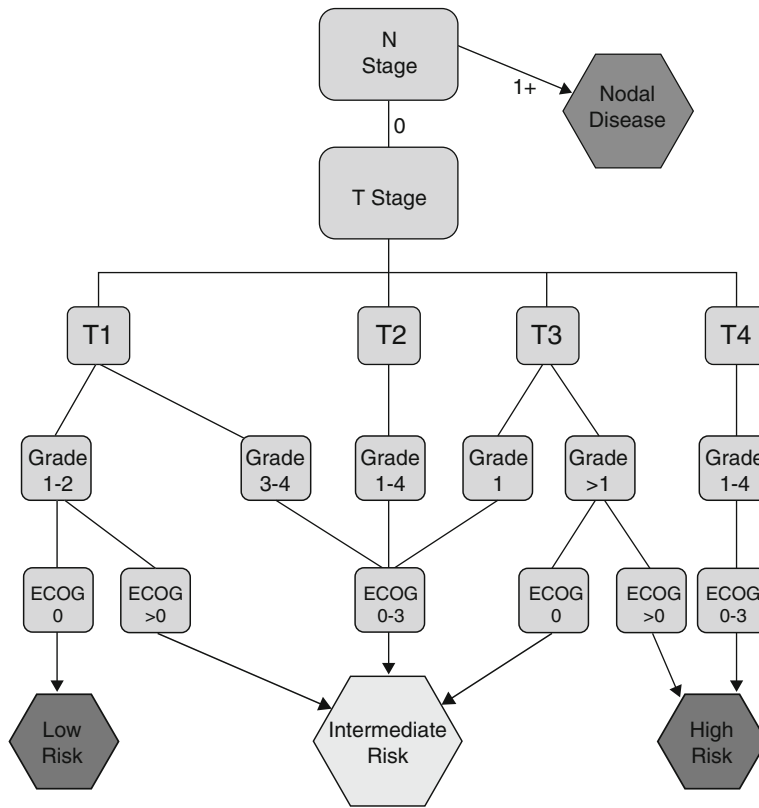 N
Stage
1+
Nodal
Disease
0
T Stage
T1
T2
T3
T4
Grade
1-2
Grade
3-4
Grade
1-4
Grade
1
Grade
>1
Grade
1-4
ECOG
0
ECOG
>0
ECOG
0-3
ECOG
0
ECOG
>0
ECOG
0-3
Low
Risk
Intermediate
Risk
High
Risk